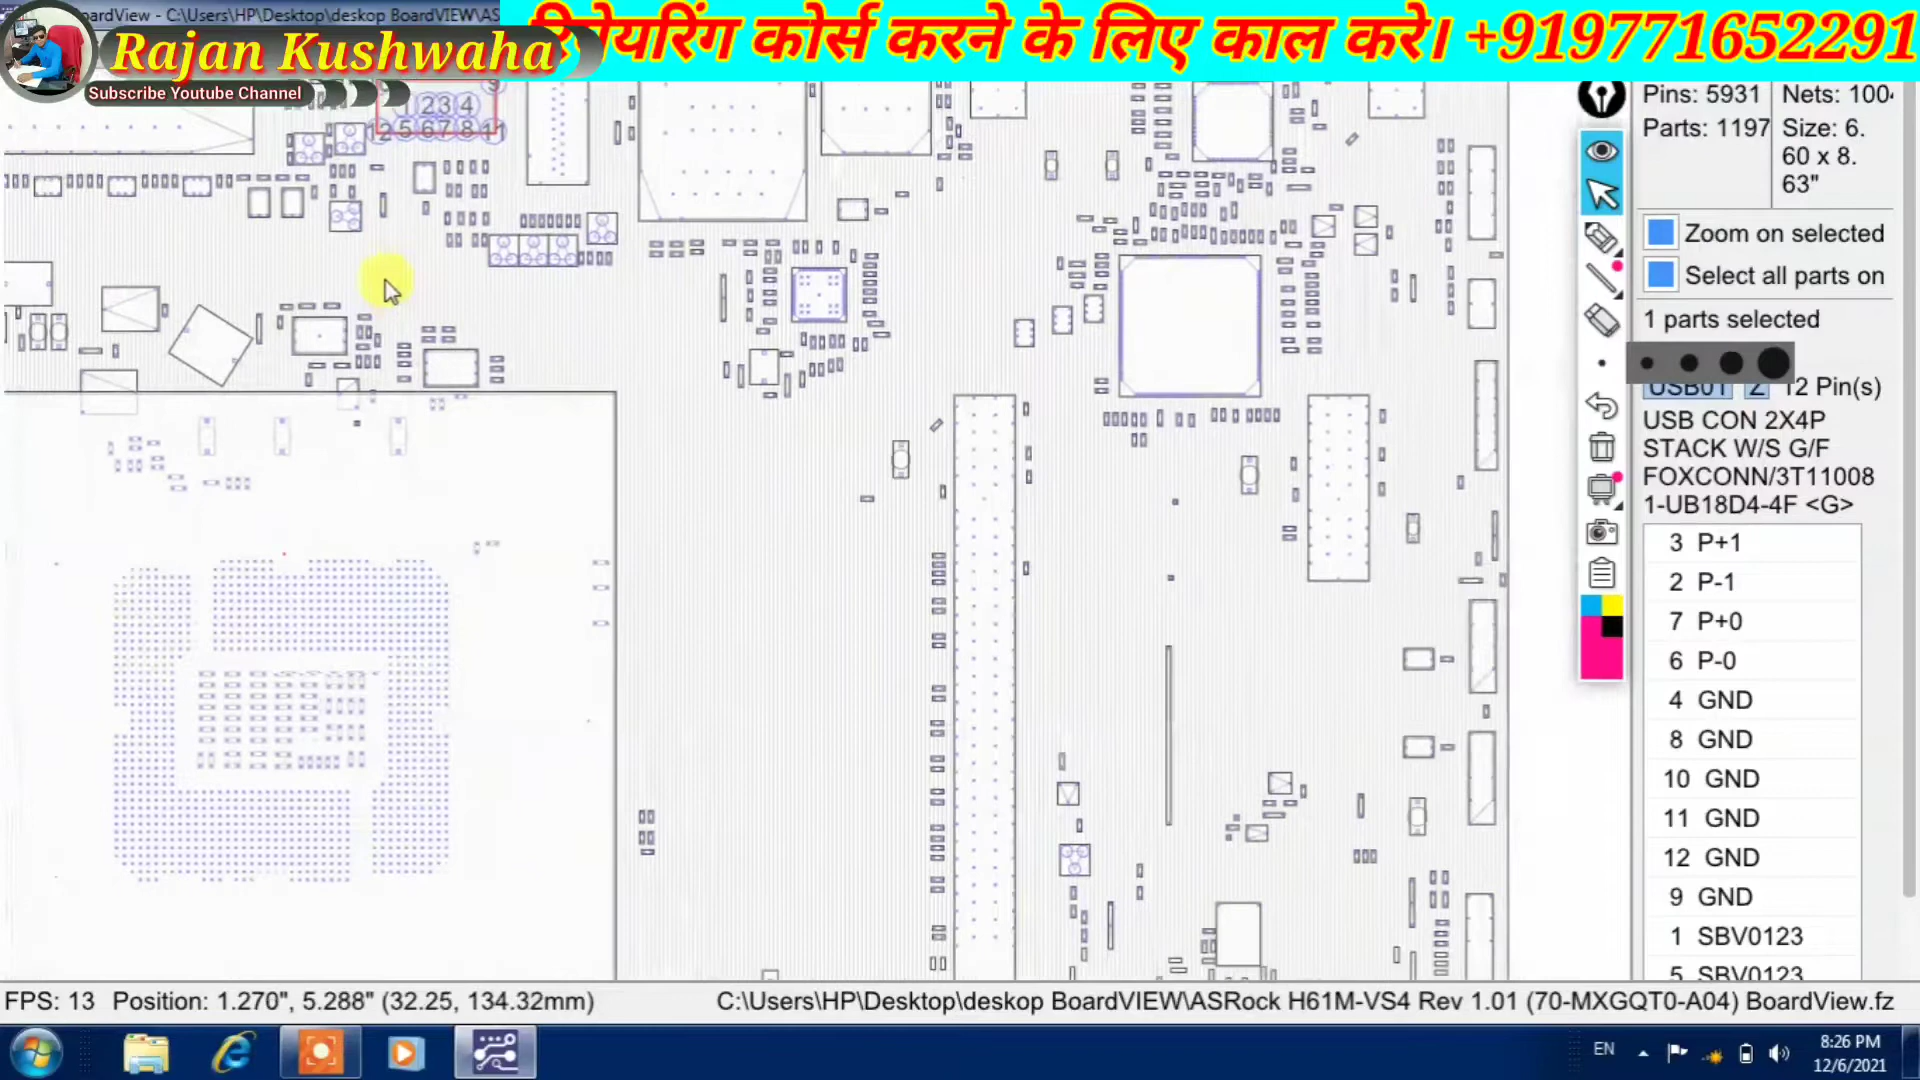 BoardView - C:\Users\HP\Desktop\deskop BoardVIEW\AS
Rajan Kushwaha
Subscribe Youtube Channel
रिपेयरिंग कोर्स करने के लिए काल करे। +919771652291
Pins: 5931
Parts: 1197
Size: 6.
60 x 8.
63"
Zoom on selected
Select all parts on
1 parts selected
USB01 Z 12 Pin(s)
USB CON 2X4P
STACK W/S G/F
FOXCONN/3T11008
1-UB18D4-4F <G>
3 P+1
2 P-1
7 P+0
6 P-0
4 GND
8 GND
10 GND
11 GND
12 GND
9 GND
1 SBV0123
5 SBV0123
FPS: 13 Position: 1.270", 5.288" (32.25, 134.32mm)
C:\Users\HP\Desktop\deskop BoardVIEW\ASRock H61M-VS4 Rev 1.01 (70-MXGQT0-A04) BoardView.fz
EN
8:26 PM
12/6/2021